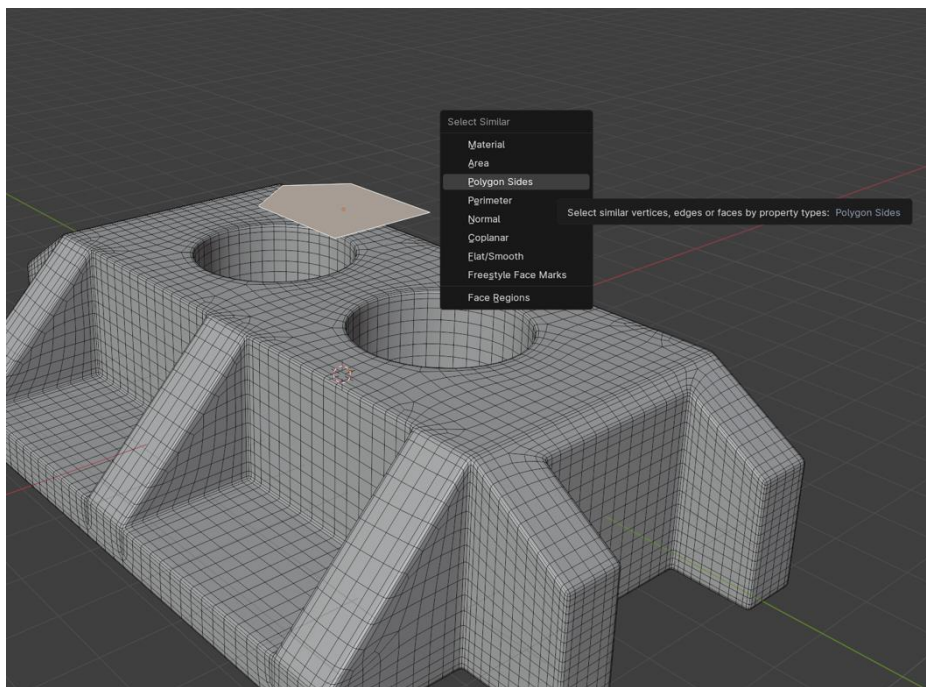 Select Similar
Material
Area
Polygon Sides
Perimeter
Normal
Coplanar
Flat/Smooth
Freestyle Face Marks
Face Regions
Select similar vertices, edges or faces by property types: Polygon Sides